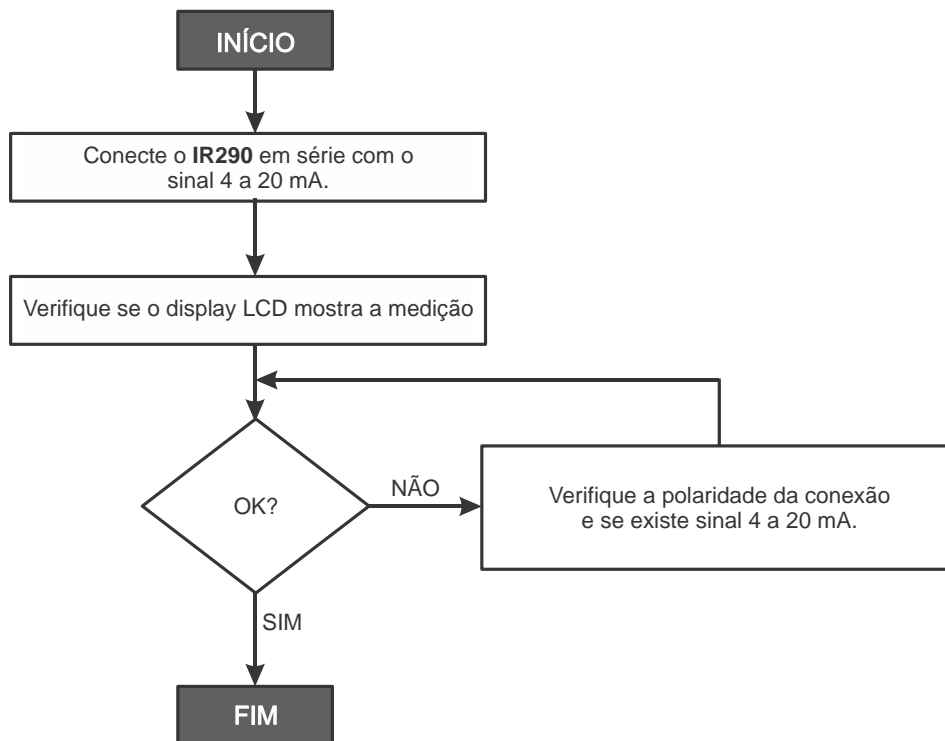 INÍCIO
Conecte o IR290 em série com o
sinal 4 a 20 mA.
Verifique se o display LCD mostra a medição
OK?
NÃO
Verifique a polaridade da conexão
e se existe sinal 4 a 20 mA.
SIM
FIM